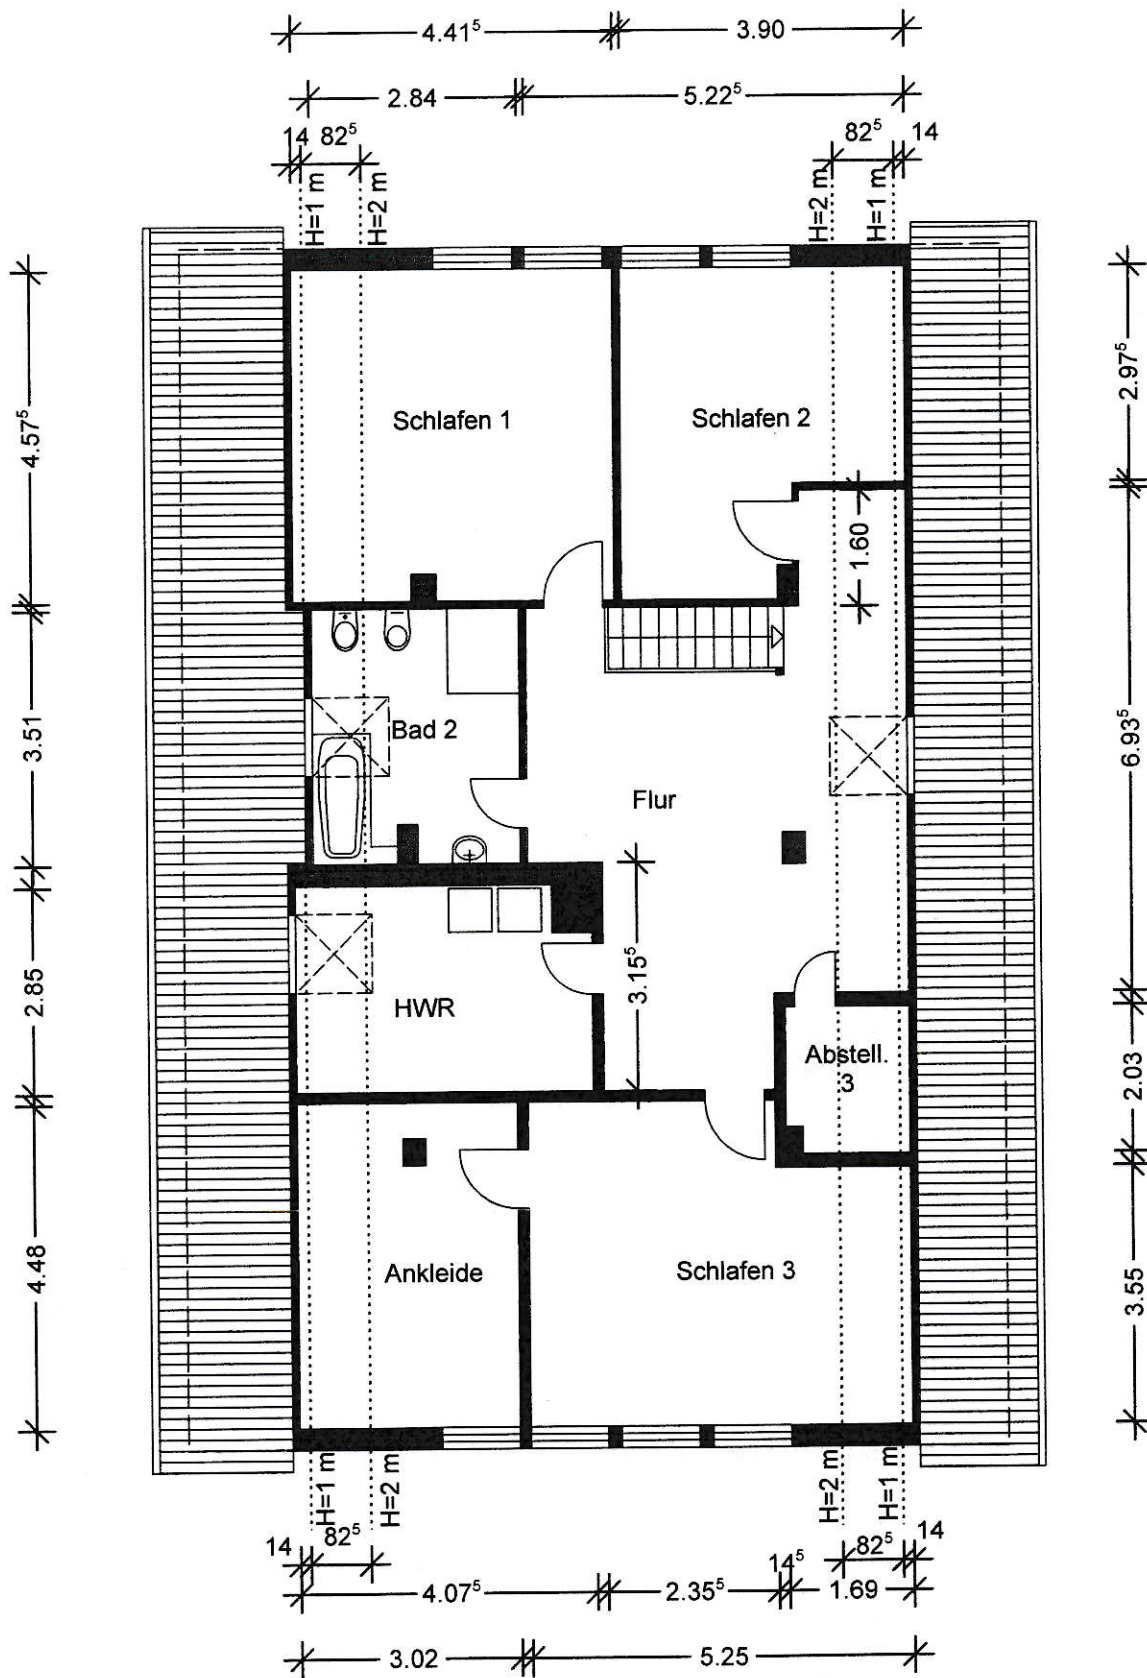 4.41⁵ 3.90
2.84 5.22⁵
14 82⁵ 82⁵ 14
H=1 m H=2 m H=2 m H=1 m
4.57⁵
2.97⁵
Schlafen 1 Schlafen 2
1.60
3.51
Bad 2
6.93⁵
Flur
3.15⁵
2.85
HWR
Abstell.
3
2.03
4.48
Ankleide Schlafen 3
3.55
H=1 m H=2 m H=2 m H=1 m
14 82⁵ 14⁵ 82⁵ 14
4.07⁵ 2.35⁵ 1.69
3.02 5.25